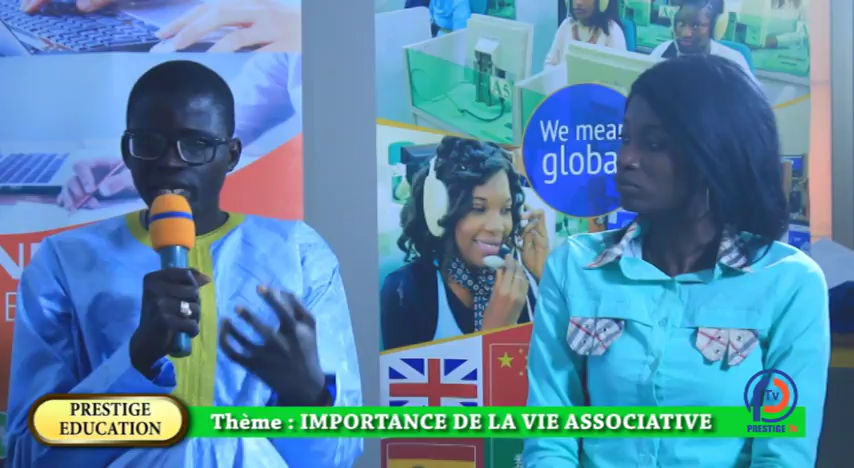 We mean
globa
PRESTIGE
EDUCATION
Thème : IMPORTANCE DE LA VIE ASSOCIATIVE
Tv
PRESTIGE